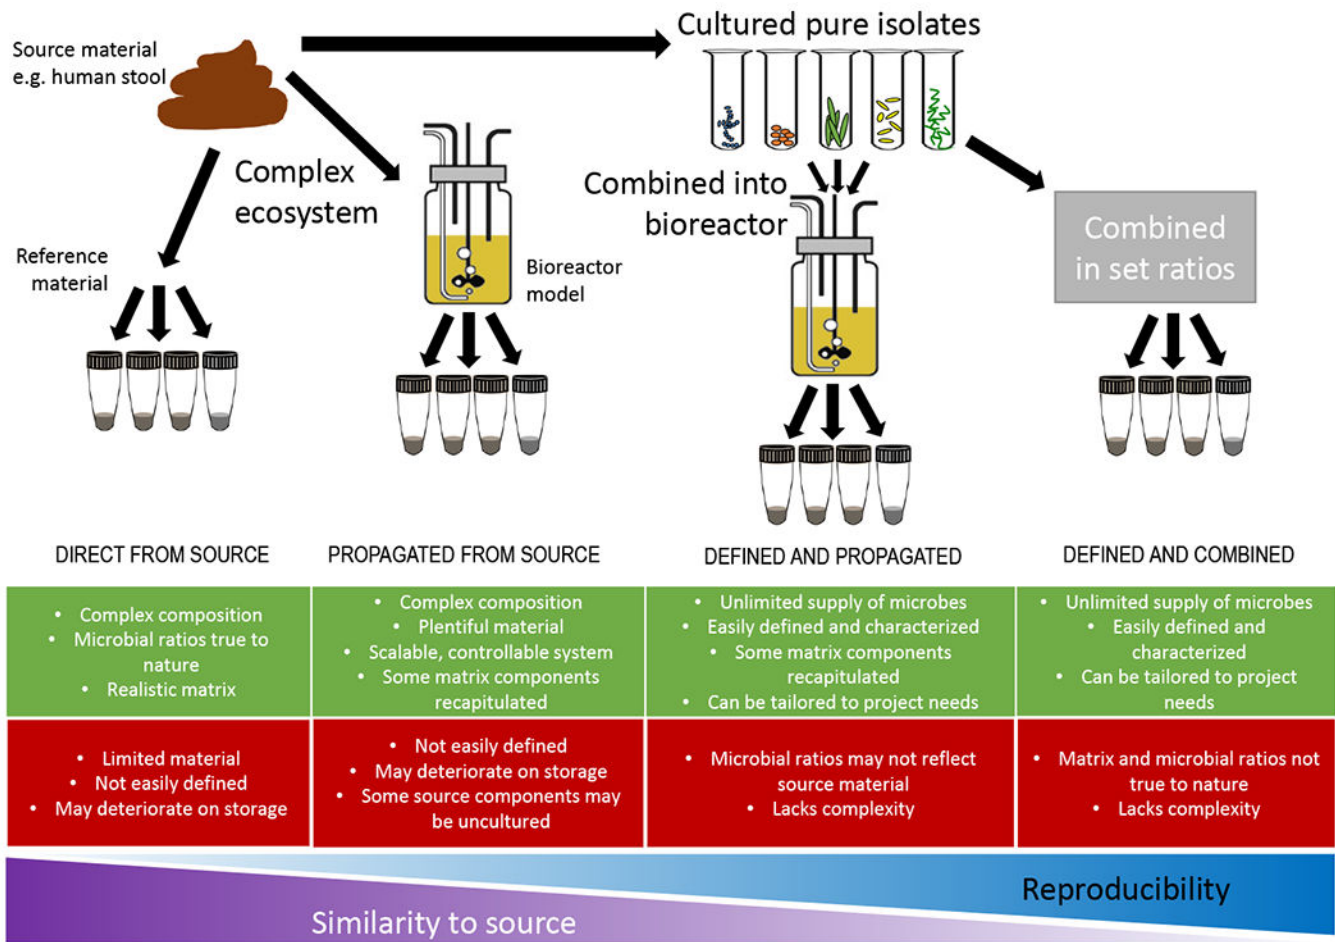 Source material
e.g. human stool
Cultured pure isolates
Complex
ecosystem
Combined into
bioreactor
Combined
in set ratios
Reference
material
Bioreactor
model
DIRECT FROM SOURCE
PROPAGATED FROM SOURCE
DEFINED AND PROPAGATED
DEFINED AND COMBINED
• Complex composition
• Microbial ratios true to
nature
• Realistic matrix
• Complex composition
• Plentiful material
• Scalable, controllable system
• Some matrix components
recapitulated
• Unlimited supply of microbes
• Easily defined and characterized
• Some matrix components
recapitulated
• Can be tailored to project needs
• Unlimited supply of microbes
• Easily defined and
characterized
• Can be tailored to project
needs
• Limited material
• Not easily defined
• May deteriorate on storage
• Not easily defined
• May deteriorate on storage
• Some source components may
be uncultured
• Microbial ratios may not reflect
source material
• Lacks complexity
• Matrix and microbial ratios not
true to nature
• Lacks complexity
Reproducibility
Similarity to source